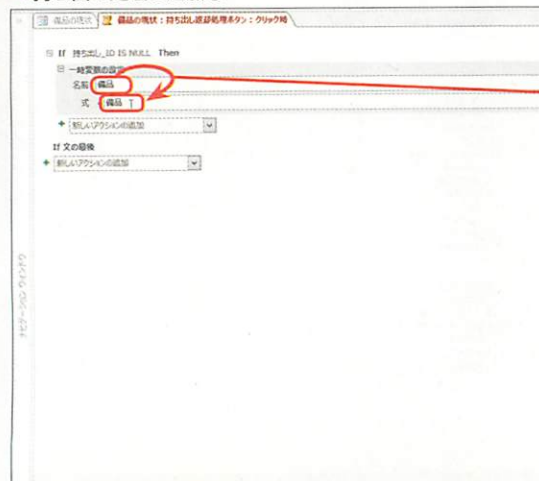 備品の現状 備品の現状:持ち出し返却処理ボタン:クリック時
If 持ち出し_ID IS NULL Then
一時変数の設定
名前 備品
式 備品
新しいアクションの追加
If 文の最後
新しいアクションの追加
ナビゲーション ウィンドウ